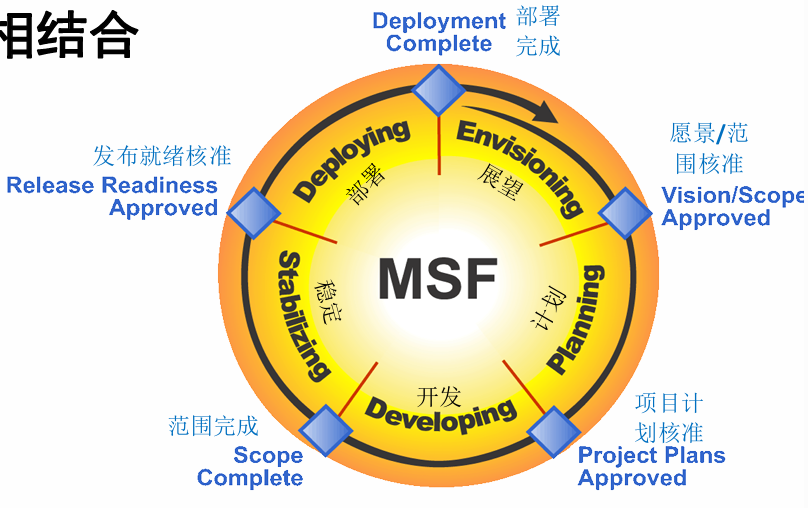 相结合
Deployment
Complete
部署
完成
Envisioning
展望
愿景/范
围核准
Vision/Scope
Approved
Planning
计划
项目计
划核准
Project Plans
Approved
开发
Developing
范围完成
Scope
Complete
Stabilizing
稳定
发布就绪核准
Release Readiness
Approved
Deploying
部署
MSF